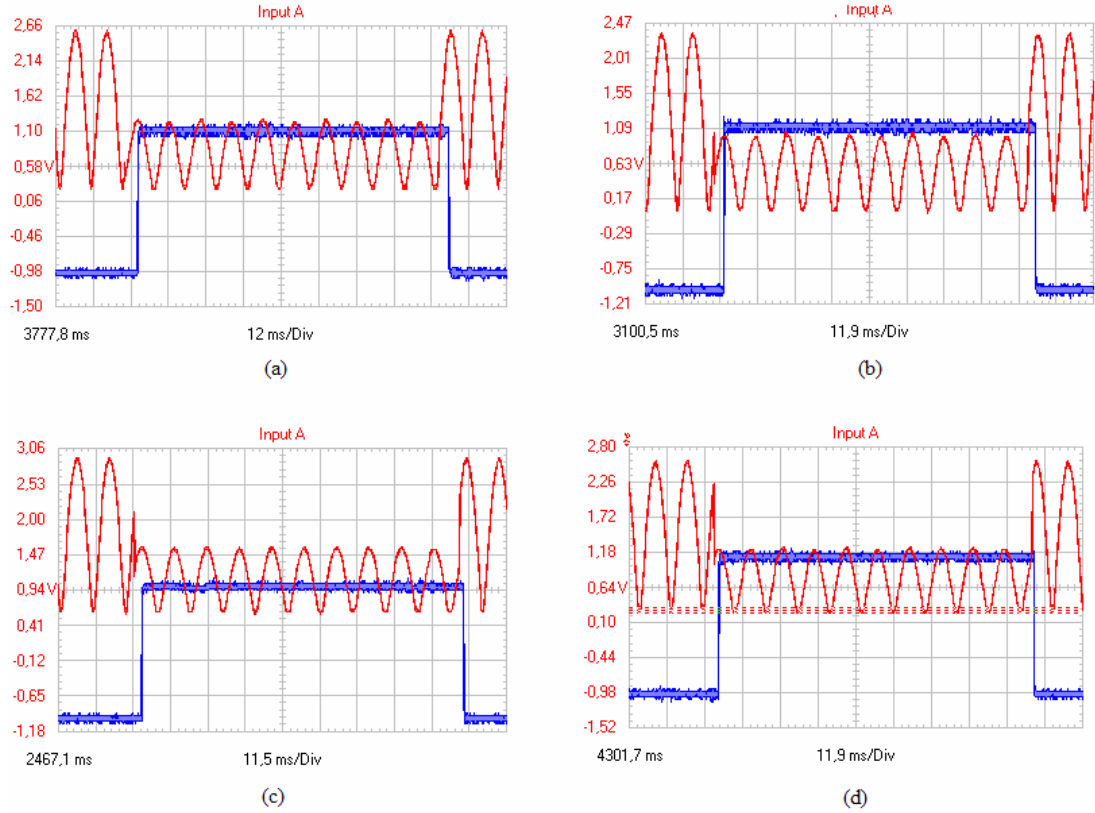 Input A
2,66
2,14
1,62
1,10
0,58V
0,06
-0,46
-0,98
-1,50
3777,8 ms 12 ms/Div
(a)
Input A
2,47
2,01
1,55
1,09
0,63V
0,17
-0,29
-0,75
-1,21
3100,5 ms 11,9 ms/Div
(b)
Input A
3,06
2,53
2,00
1,47
0,94V
0,41
-0,12
-0,65
-1,18
2467,1 ms 11,5 ms/Div
(c)
Input A
2,80
2,26
1,72
1,18
0,64V
0,10
-0,44
-0,98
-1,52
4301,7 ms 11,9 ms/Div
(d)